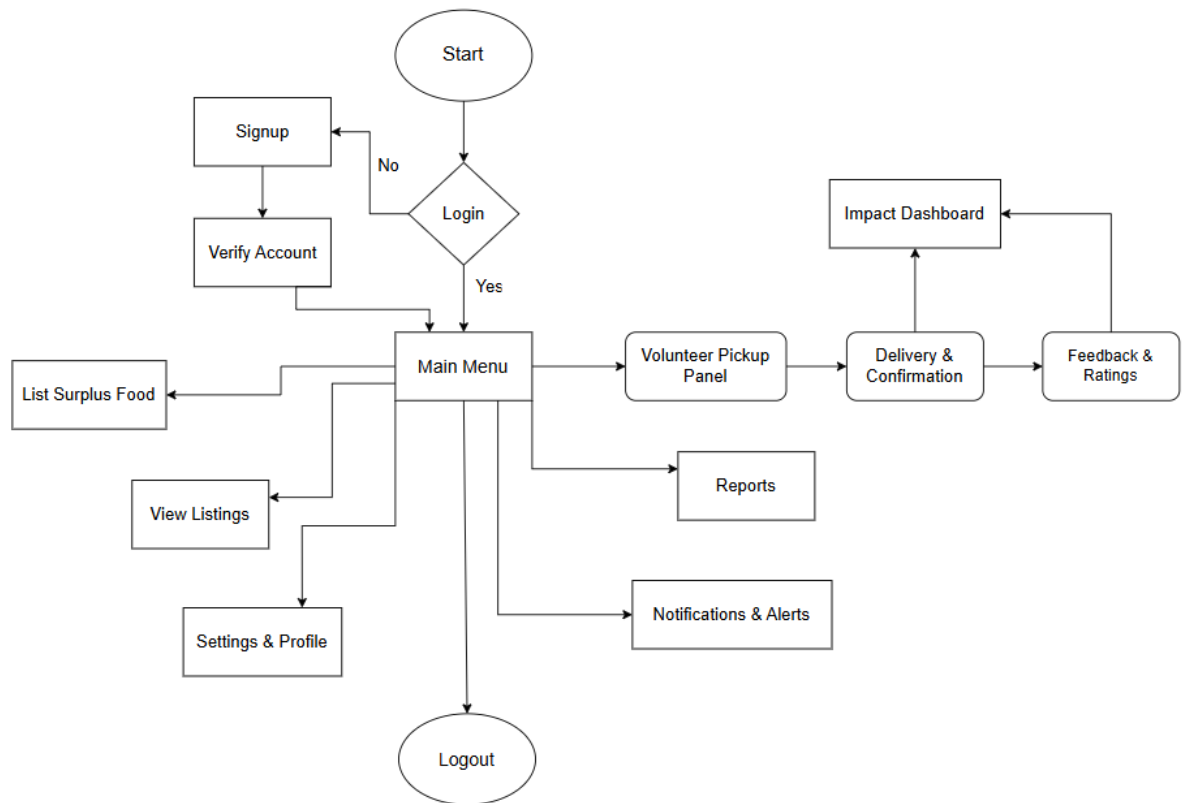 Start
Signup
No
Login
Impact Dashboard
Verify Account
Yes
Main Menu
Volunteer Pickup
Panel
Delivery &
Confirmation
Feedback &
Ratings
List Surplus Food
Reports
View Listings
Notifications & Alerts
Settings & Profile
Logout